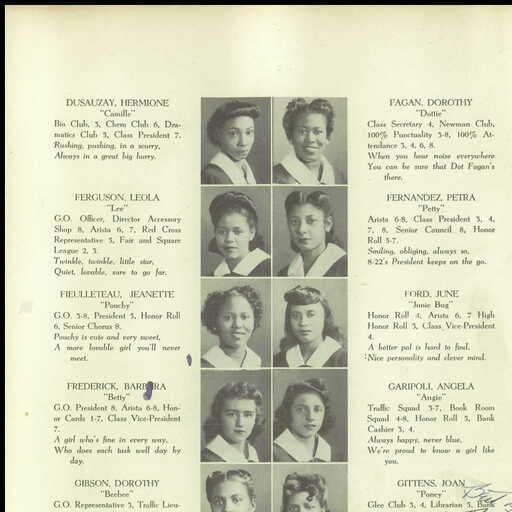 DUSAUZAY, HERMIONE
"Camille"
Bio Club, 3, Chem Club 6, Dra-
matics Club 3, Class President 7.
Rushing, pushing, in a scurry,
Always in a great big hurry.
FERGUSON, LEOLA
"Lee"
G.O. Officer, Director Accessory
Shop 8, Arista 6, 7, Red Cross
Representative 3, Fair and Square
League 2, 3.
Twinkle, twinkle, little star,
Quiet, lovable, sure to go far.
FIEULLETEAU, JEANETTE
"Pouchy"
G.O. 3-8, President 3, Honor Roll
6, Senior Chorus 8.
Pouchy is cute and very sweet,
A more lovable girl you'll never
meet.
FREDERICK, BARBARA
"Betty"
G.O. President 8, Arista 6-8, Hon-
or Cards 1-7, Class Vice-President
7.
A girl who's fine in every way,
Who does each task well day by
day.
GIBSON, DOROTHY
"Beebee"
G.O. Representative 3, Traffic Lieu-
FAGAN, DOROTHY
"Dottie"
Class Secretary 4, Newman Club,
100% Punctuality 3-8, 100% At-
tendance 3, 4, 6, 8.
When you hear noise everywhere
You can be sure that Dot Fagan's
there.
FERNANDEZ, PETRA
"Petty"
Arista 6-8, Class President 3, 4,
7, 8, Senior Council 8, Honor
Roll 3-7.
Smiling, obliging, always so,
8-22's President keeps on the go.
FORD, JUNE
"Junie Bug"
Honor Roll 4, Arista 6, 7 High
Honor Roll 3, Class Vice-President
4.
A better pal is hard to find,
Nice personality and clever mind.
GARIPOLI, ANGELA
"Angie"
Traffic Squad 3-7, Book Room
Squad 4-8, Honor Roll 3, Bank
Cashier 3, 4.
Always happy, never blue,
We're proud to know a girl like
you.
GITTENS, JOAN
"Poncy"
Glee Club 3, 4, Librarian 3, Bank